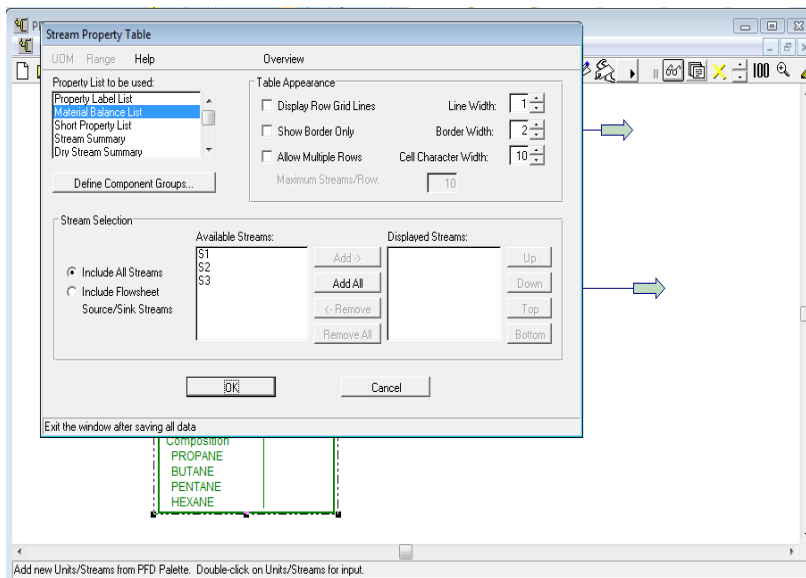 Stream Property Table
UOM Range Help Overview
Property List to be used:
Property Label List
Material Balance List
Short Property List
Stream Summary
Dry Stream Summary
Define Component Groups...
Table Appearance
Display Row Grid Lines Line Width: 1
Show Border Only Border Width: 2
Allow Multiple Rows Cell Character Width: 10
Maximum Streams/Row: 10
100
Stream Selection
Available Streams: Displayed Streams:
S1
S2
S3
Include All Streams
Include Flowsheet
Source/Sink Streams
Add ->
Add All
<- Remove
Remove All
Up
Down
Top
Bottom
OK Cancel
Exit the window after saving all data
Composition
PROPANE
BUTANE
PENTANE
HEXANE
Add new Units/Streams from PFD Palette. Double-click on Units/Streams for input.